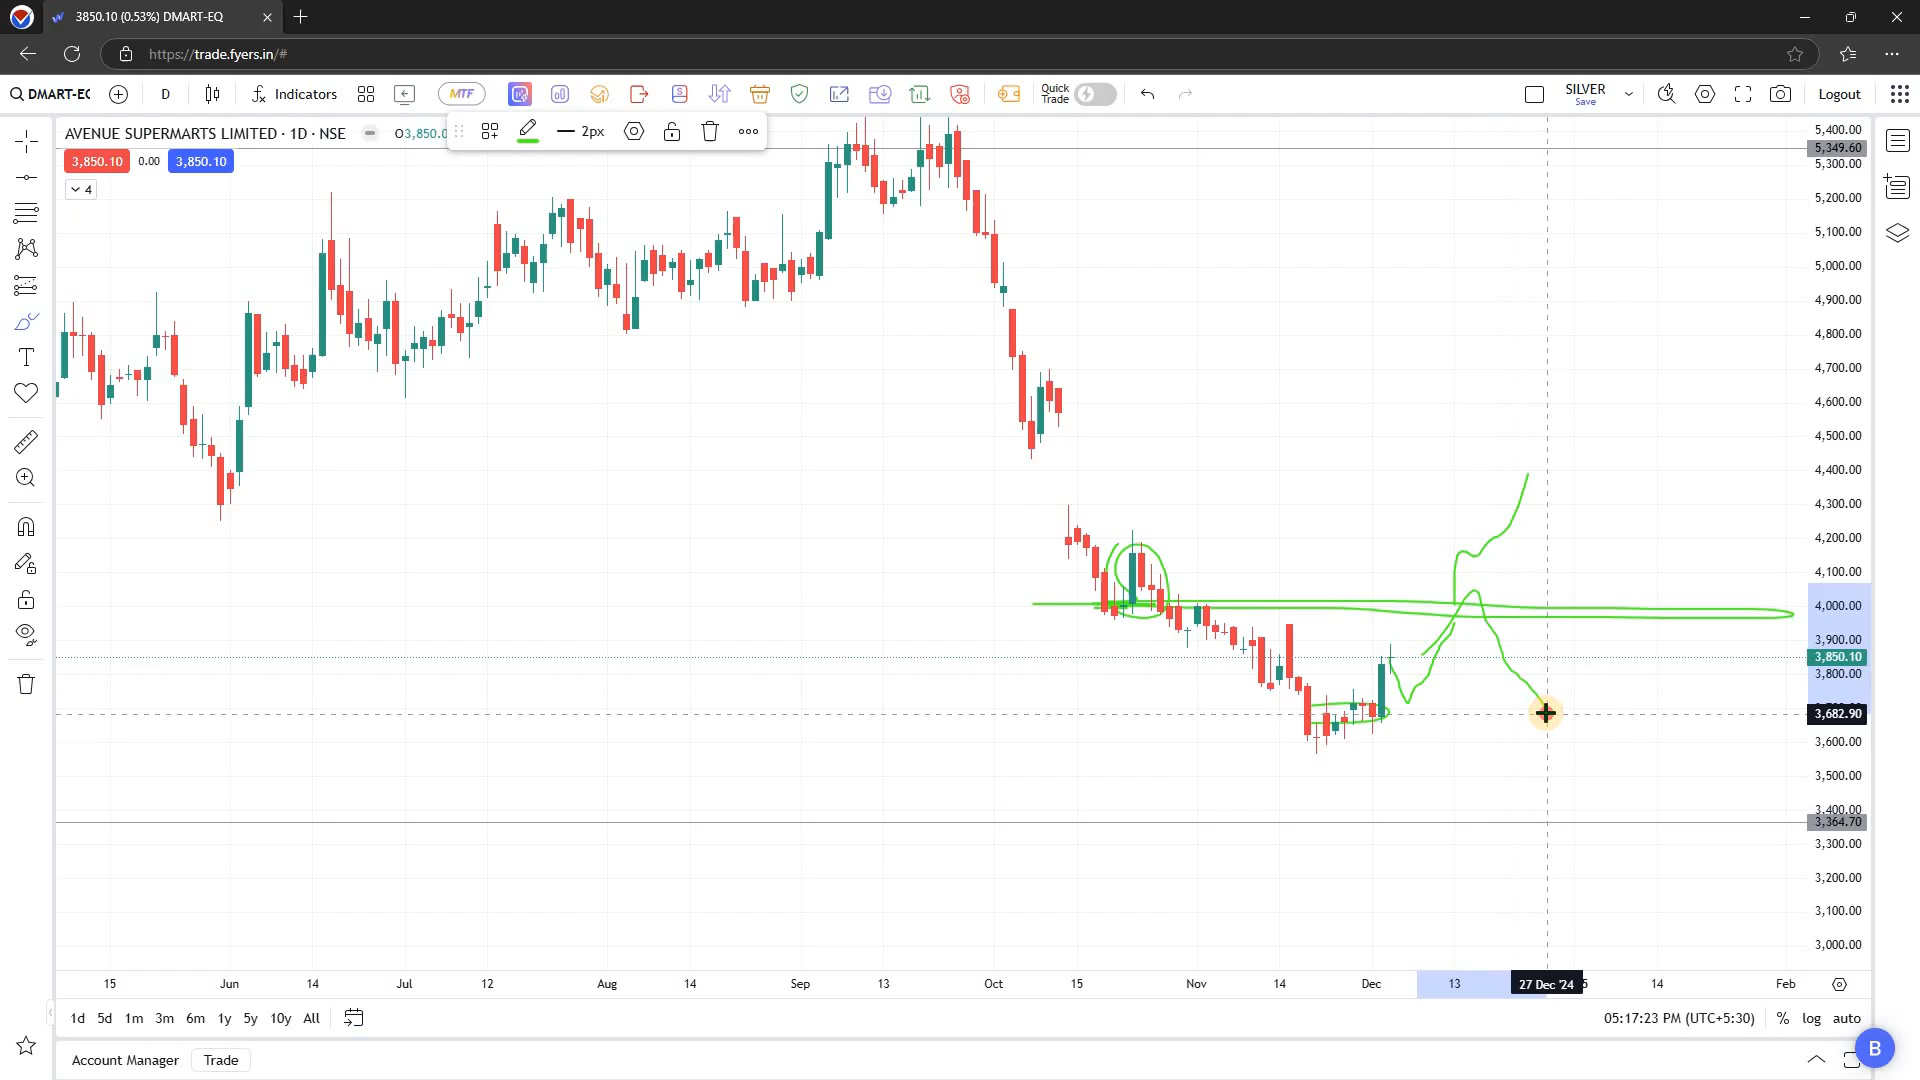 3850.10 (0.53%) DMART-EQ
https://trade.fyers.in/#
DMART-EQ
D
Indicators
MTF
Quick
Trade
SILVER
Save
Logout
AVENUE SUPERMARTS LIMITED · 1D · NSE
O3,850.0
2px
3,850.10
0.00
3,850.10
4
5,400.00
5,349.60
5,300.00
5,200.00
5,100.00
5,000.00
4,900.00
4,800.00
4,700.00
4,600.00
4,500.00
4,400.00
4,300.00
4,200.00
4,100.00
4,000.00
3,900.00
3,850.10
3,800.00
3,682.90
3,600.00
3,500.00
3,400.00
3,364.70
3,300.00
3,200.00
3,100.00
3,000.00
15 Jun 14 Jul 12 Aug 14 Sep 13 Oct 15 Nov 14 Dec 13 27 Dec '24 14 Feb
1d 5d 1m 3m 6m 1y 5y 10y All
05:17:23 PM (UTC+5:30) % log auto
Account Manager Trade
B